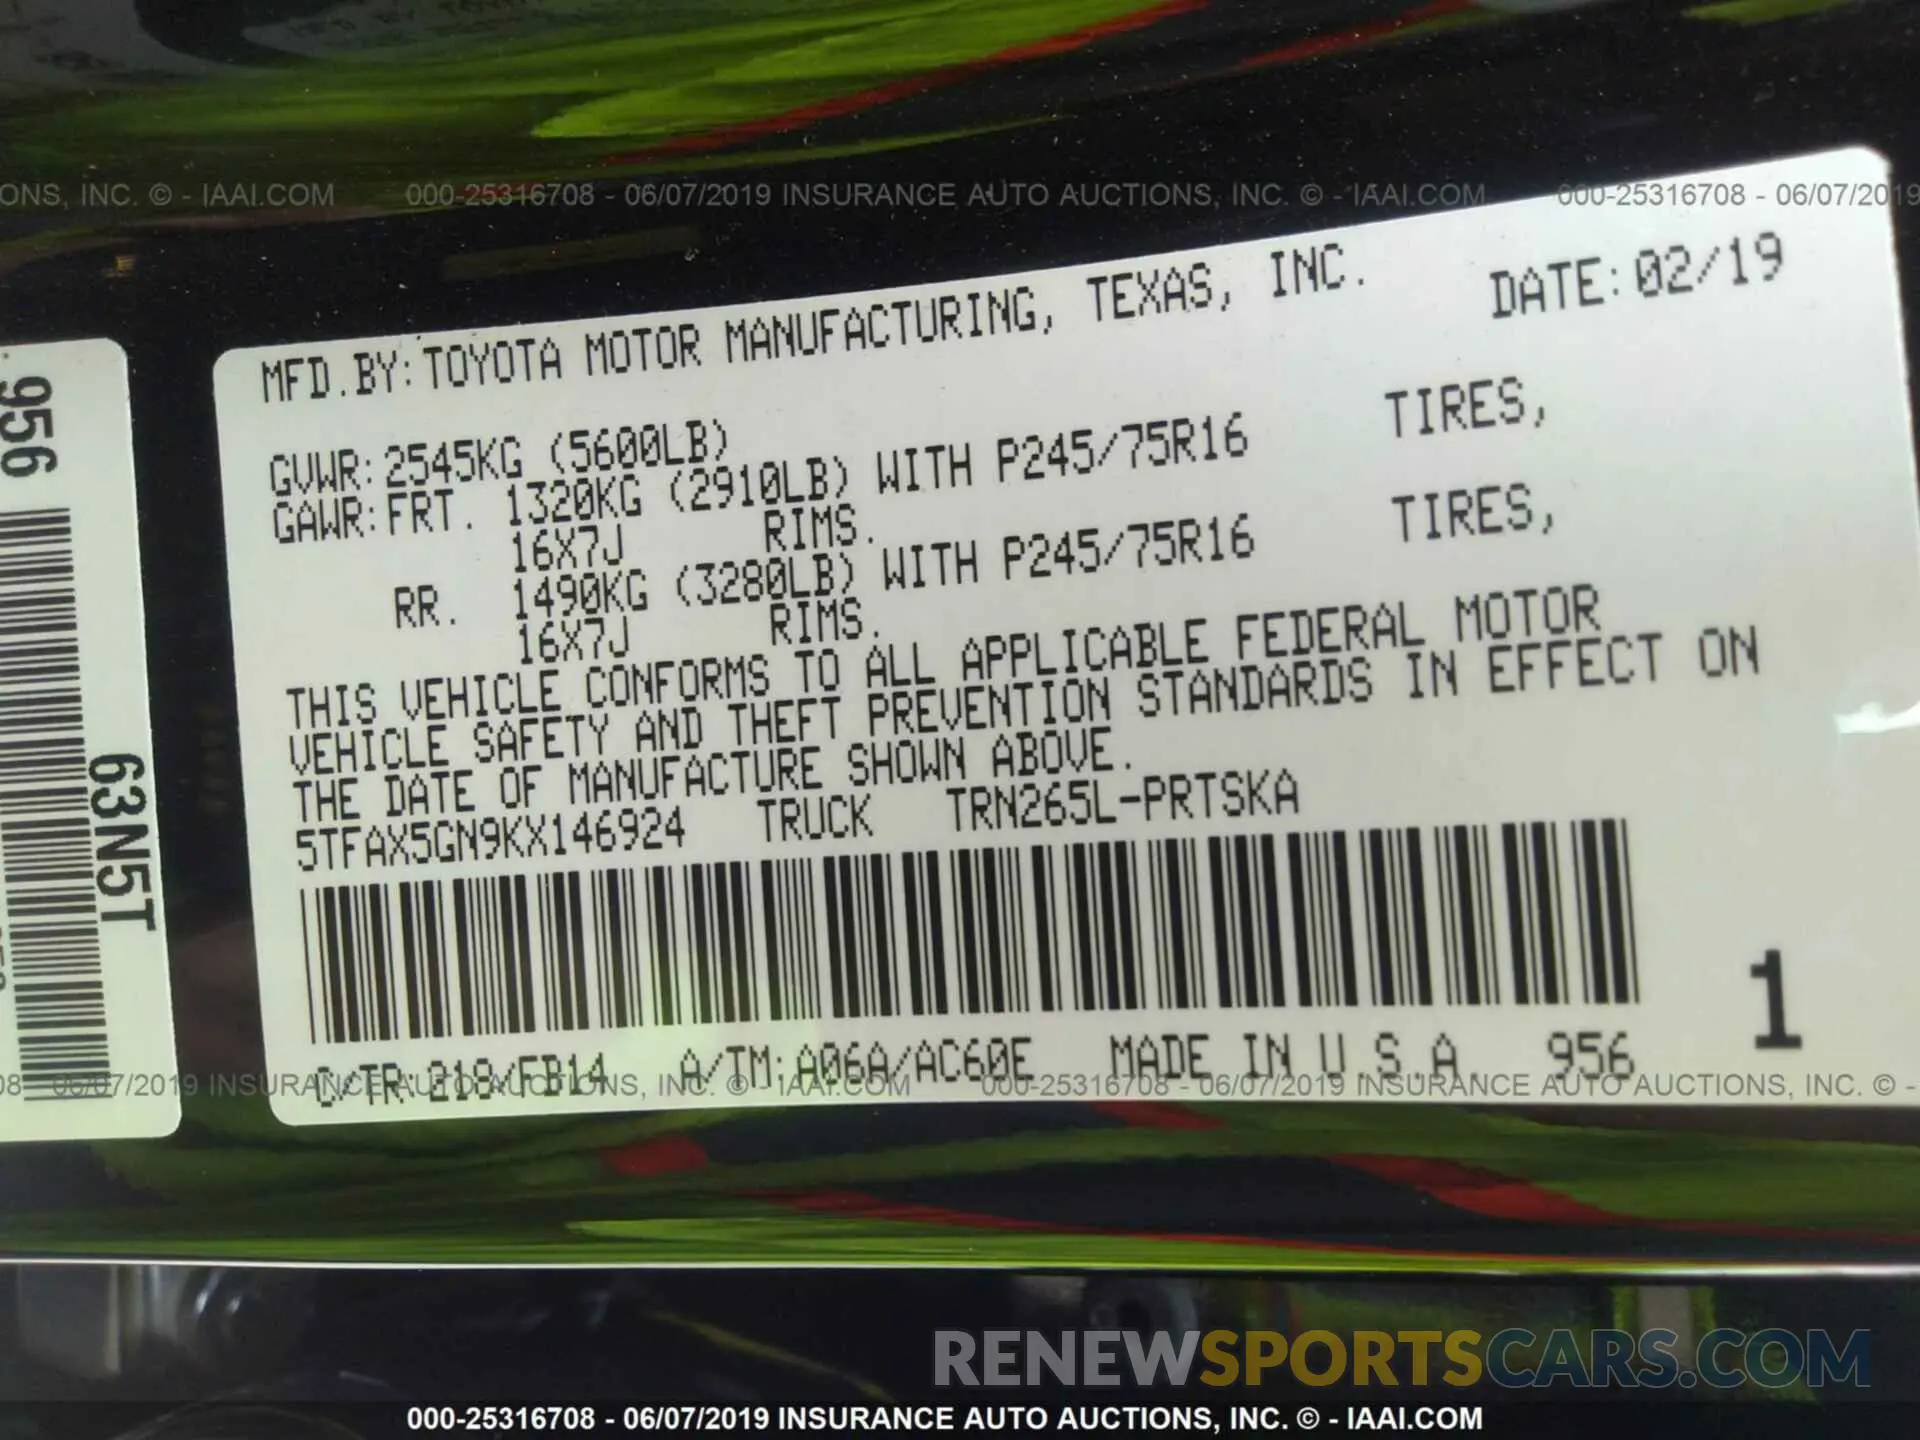 ONS, INC. © - IAAI.COM 000-25316708 - 06/07/2019 INSURANCE AUTO AUCTIONS, INC. © - IAAI.COM 000-25316708 - 06/07/2019
MFD.BY:TOYOTA MOTOR MANUFACTURING, TEXAS, INC. DATE:02/19
GVWR:2545KG (5600LB)
GAWR:FRT. 1320KG (2910LB) WITH P245/75R16 TIRES,
16X7J RIMS.
RR. 1490KG (3280LB) WITH P245/75R16 TIRES,
16X7J RIMS.
THIS VEHICLE CONFORMS TO ALL APPLICABLE FEDERAL MOTOR
VEHICLE SAFETY AND THEFT PREVENTION STANDARDS IN EFFECT ON
THE DATE OF MANUFACTURE SHOWN ABOVE.
5TFAX5GN9KX146924 TRUCK TRN265L-PRTSKA
1
C/TR:218/FB14 A/TM:A06A/AC60E MADE IN U.S.A. 956
956
63N5T
08 - 06/07/2019 INSURANCE AUTO AUCTIONS, INC. © - IAAI.COM 000-25316708 - 06/07/2019 INSURANCE AUTO AUCTIONS, INC. © -
RENEWSPORTSCARS.COM
000-25316708 - 06/07/2019 INSURANCE AUTO AUCTIONS, INC. © - IAAI.COM